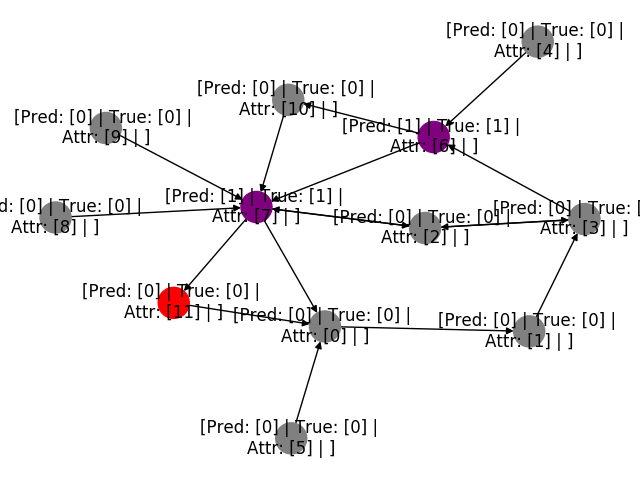 [Pred: [0] | True: [0] |
Attr: [4] | ]
[Pred: [0] | True: [0] |
Attr: [10] | ]
[Pred: [0] | True: [0] |
Attr: [9] | ]
[Pred: [1] | True: [1] |
Attr: [6] | ]
[Pred: [1] | True: [1] |
Attr: [7] | ]
d: [0] | True: [0] |
Attr: [8] | ]
[Pred: [0] | True: [0] |
Attr: [2] | ]
[Pred: [0] | True: [
Attr: [3] | ]
[Pred: [0] | True: [0] |
Attr: [11] | ]
[Pred: [0] | True: [0] |
Attr: [0] | ]
[Pred: [0] | True: [0] |
Attr: [1] | ]
[Pred: [0] | True: [0] |
Attr: [5] | ]